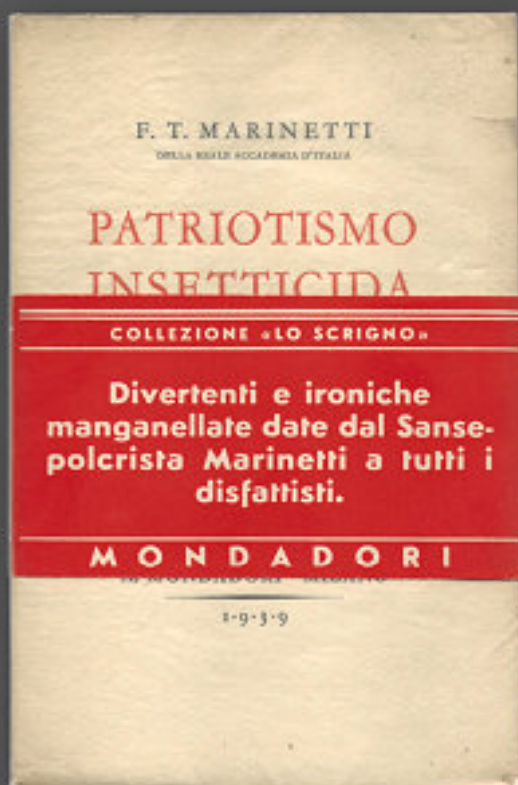 F. T. MARINETTI
DELLA REALE ACCADEMIA D'ITALIA
PATRIOTISMO
INSETTICIDA
COLLEZIONE «LO SCRIGNO»
Divertenti e ironiche
manganellate date dal Sanse-
polcrista Marinetti a tutti i
disfattisti.
MONDADORI
1-9-3-9